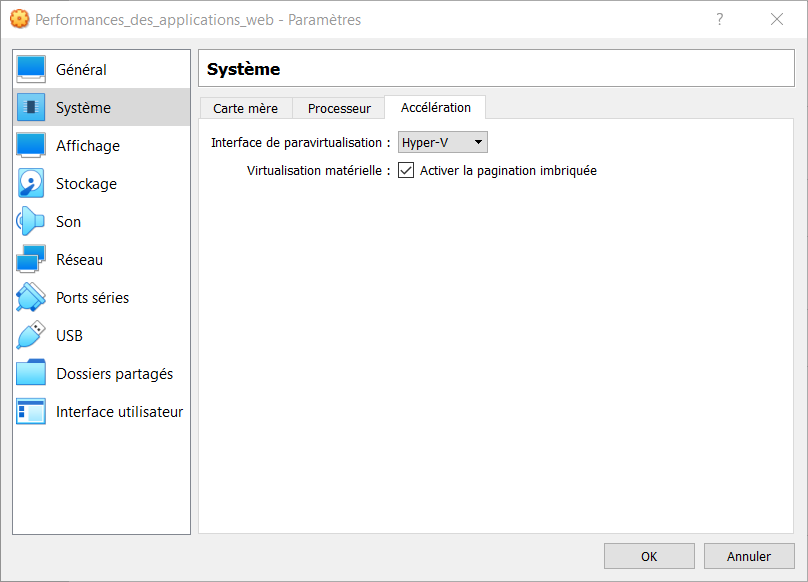 Performances_des_applications_web - Paramètres
?
Général
Système
Affichage
Stockage
Son
Réseau
Ports séries
USB
Dossiers partagés
Interface utilisateur
Système
Carte mère Processeur Accélération
Interface de paravirtualisation : Hyper-V
Virtualisation matérielle : Activer la pagination imbriquée
OK Annuler